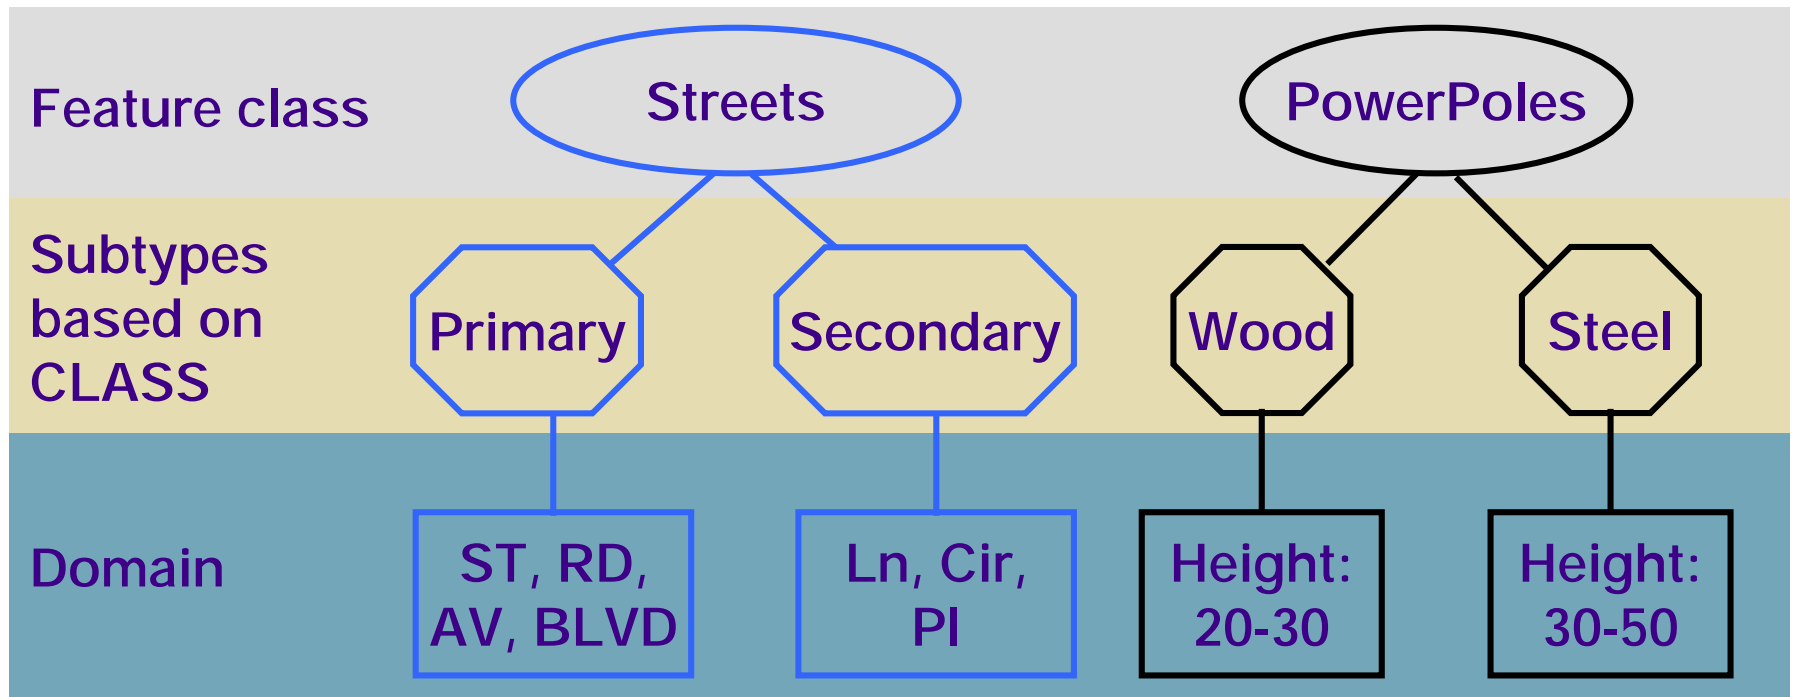 Feature class
Streets
PowerPoles
Subtypes
based on
CLASS
Primary
Secondary
Wood
Steel
Domain
ST, RD,
AV, BLVD
Ln, Cir,
Pl
Height:
20-30
Height:
30-50